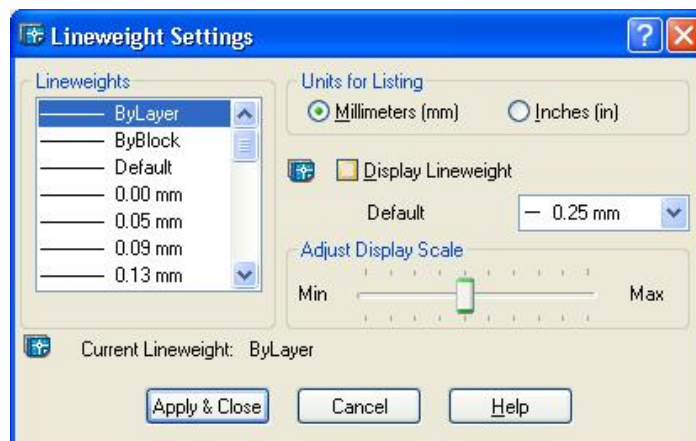 Lineweight Settings
Lineweights
ByLayer
ByBlock
Default
0.00 mm
0.05 mm
0.09 mm
0.13 mm
Units for Listing
Millimeters (mm) Inches (in)
Display Lineweight
Default 0.25 mm
Adjust Display Scale
Min Max
Current Lineweight: ByLayer
Apply & Close Cancel Help